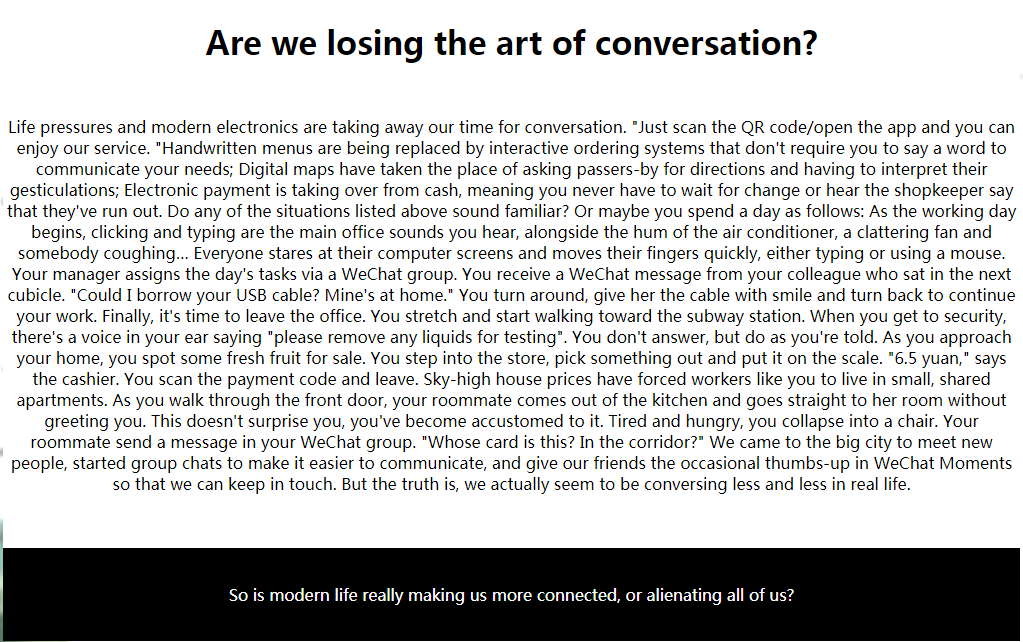 Are we losing the art of conversation?
Life pressures and modern electronics are taking away our time for conversation. "Just scan the QR code/open the app and you can
enjoy our service. "Handwritten menus are being replaced by interactive ordering systems that don't require you to say a word to
communicate your needs; Digital maps have taken the place of asking passers-by for directions and having to interpret their
gesticulations; Electronic payment is taking over from cash, meaning you never have to wait for change or hear the shopkeeper say
that they've run out. Do any of the situations listed above sound familiar? Or maybe you spend a day as follows: As the working day
begins, clicking and typing are the main office sounds you hear, alongside the hum of the air conditioner, a clattering fan and
somebody coughing... Everyone stares at their computer screens and moves their fingers quickly, either typing or using a mouse.
Your manager assigns the day's tasks via a WeChat group. You receive a WeChat message from your colleague who sat in the next
cubicle. "Could I borrow your USB cable? Mine's at home." You turn around, give her the cable with smile and turn back to continue
your work. Finally, it's time to leave the office. You stretch and start walking toward the subway station. When you get to security,
there's a voice in your ear saying "please remove any liquids for testing". You don't answer, but do as you're told. As you approach
your home, you spot some fresh fruit for sale. You step into the store, pick something out and put it on the scale. "6.5 yuan," says
the cashier. You scan the payment code and leave. Sky-high house prices have forced workers like you to live in small, shared
apartments. As you walk through the front door, your roommate comes out of the kitchen and goes straight to her room without
greeting you. This doesn't surprise you, you've become accustomed to it. Tired and hungry, you collapse into a chair. Your
roommate send a message in your WeChat group. "Whose card is this? In the corridor?" We came to the big city to meet new
people, started group chats to make it easier to communicate, and give our friends the occasional thumbs-up in WeChat Moments
so that we can keep in touch. But the truth is, we actually seem to be conversing less and less in real life.
So is modern life really making us more connected, or alienating all of us?